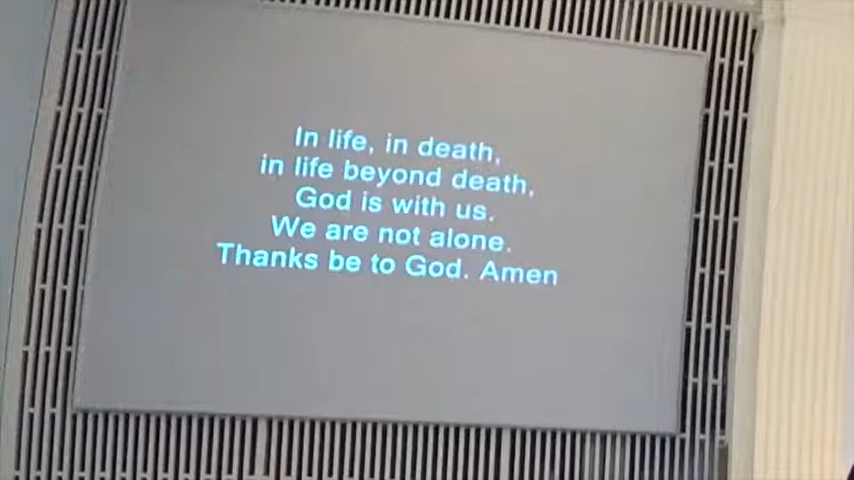 In life, in death,
in life beyond death,
God is with us.
We are not alone.
Thanks be to God. Amen